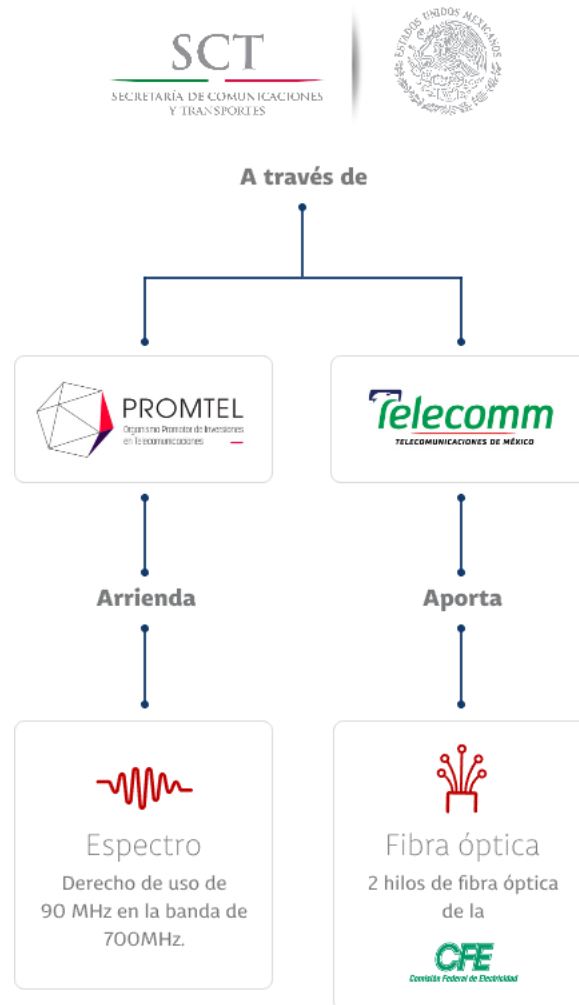 SCT
SECRETARÍA DE COMUNICACIONES
Y TRANSPORTES
ESTADOS UNIDOS MEXICANOS
A través de
PROMTEL
Organismo Promotor de Inversiones
en Telecomunicaciones
Telecomm
TELECOMUNICACIONES DE MÉXICO
Arrienda
Aporta
Espectro
Derecho de uso de
90 MHz en la banda de
700MHz.
Fibra óptica
2 hilos de fibra óptica
de la
CFE
Comisión Federal de Electricidad